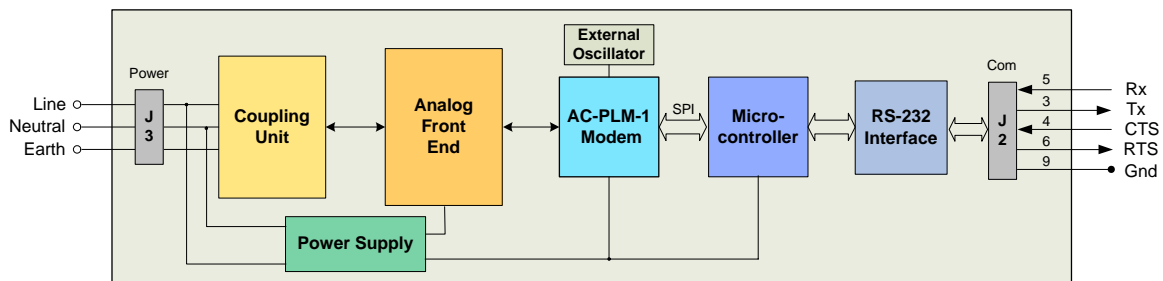 External
Oscillator
Power
Com
Line
Neutral
Earth
J
3
Coupling
Unit
Analog
Front
End
AC-PLM-1
Modem
SPI
Micro-
controller
RS-232
Interface
J
2
5
3
4
6
9
Rx
Tx
CTS
RTS
Gnd
Power Supply